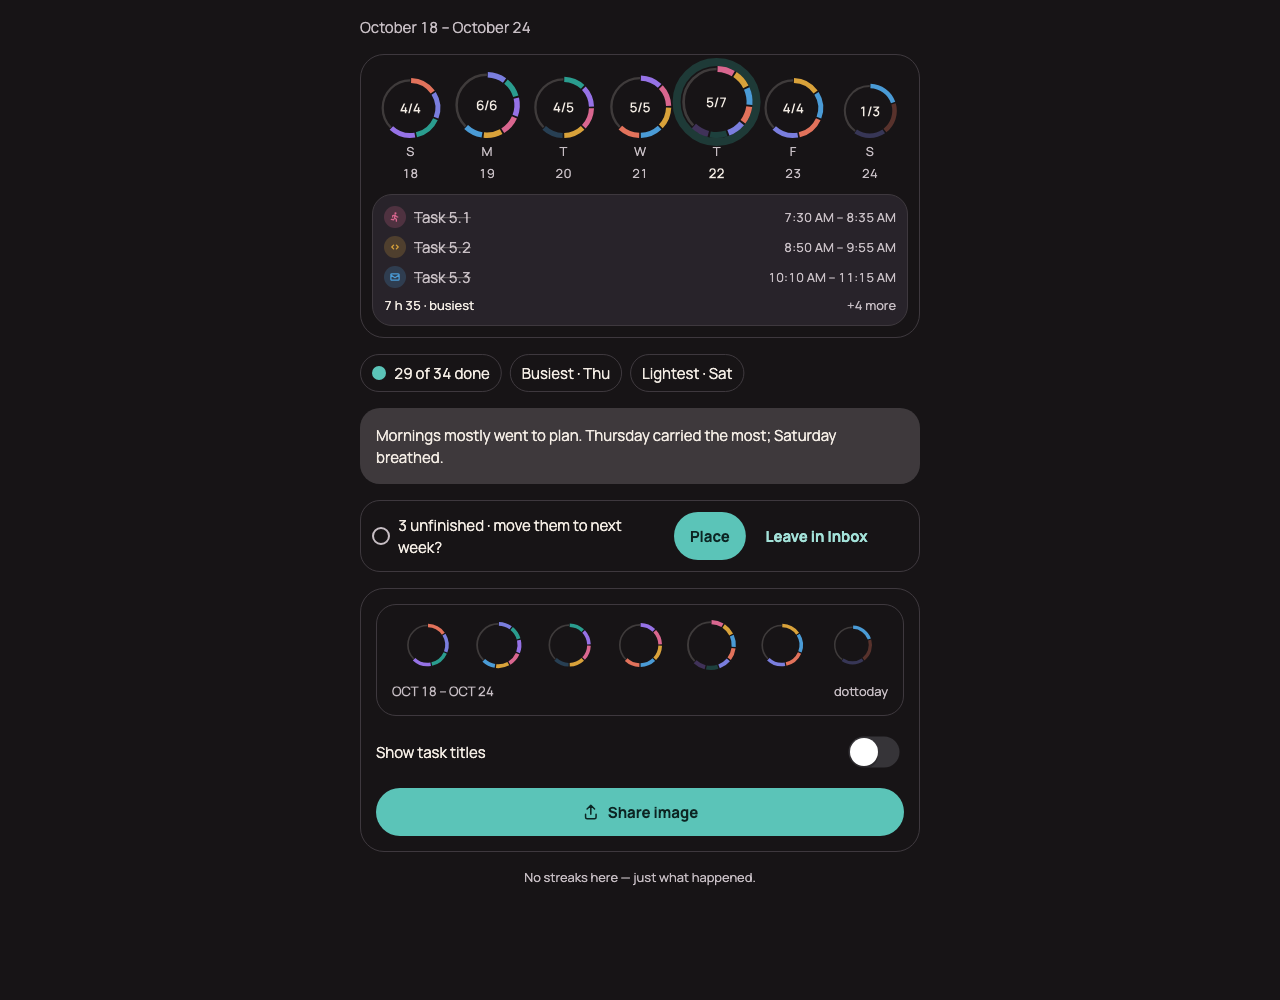 October 18 – October 24
4/4 6/6 4/5 5/5 5/7 4/4 1/3
S M T W T F S
18 19 20 21 22 23 24
Task 5.1 7:30 AM – 8:35 AM
Task 5.2 8:50 AM – 9:55 AM
Task 5.3 10:10 AM – 11:15 AM
7 h 35 · busiest +4 more
29 of 34 done Busiest · Thu Lightest · Sat
Mornings mostly went to plan. Thursday carried the most; Saturday
breathed.
3 unfinished · move them to next
week?
Place Leave in Inbox
OCT 18 – OCT 24 dottoday
Show task titles
Share image
No streaks here — just what happened.